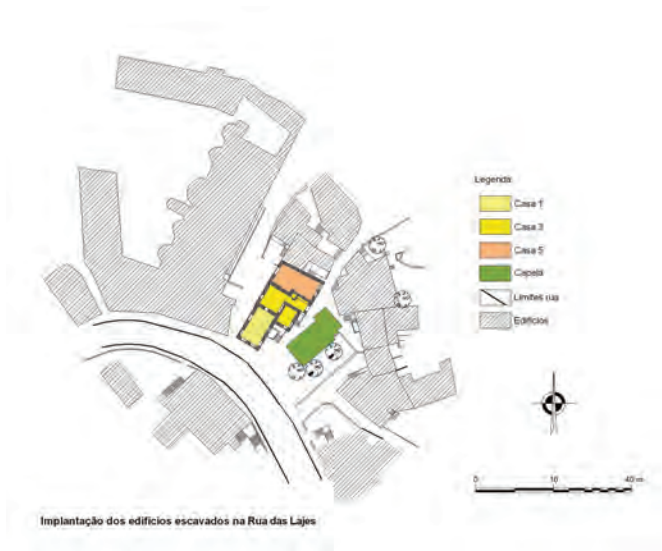 Legenda
Casa 1
Casa 3
Casa 5
Capela
Limites rua
Edifícios
0 10 40 m
Implantação dos edifícios escavados na Rua das Lajes